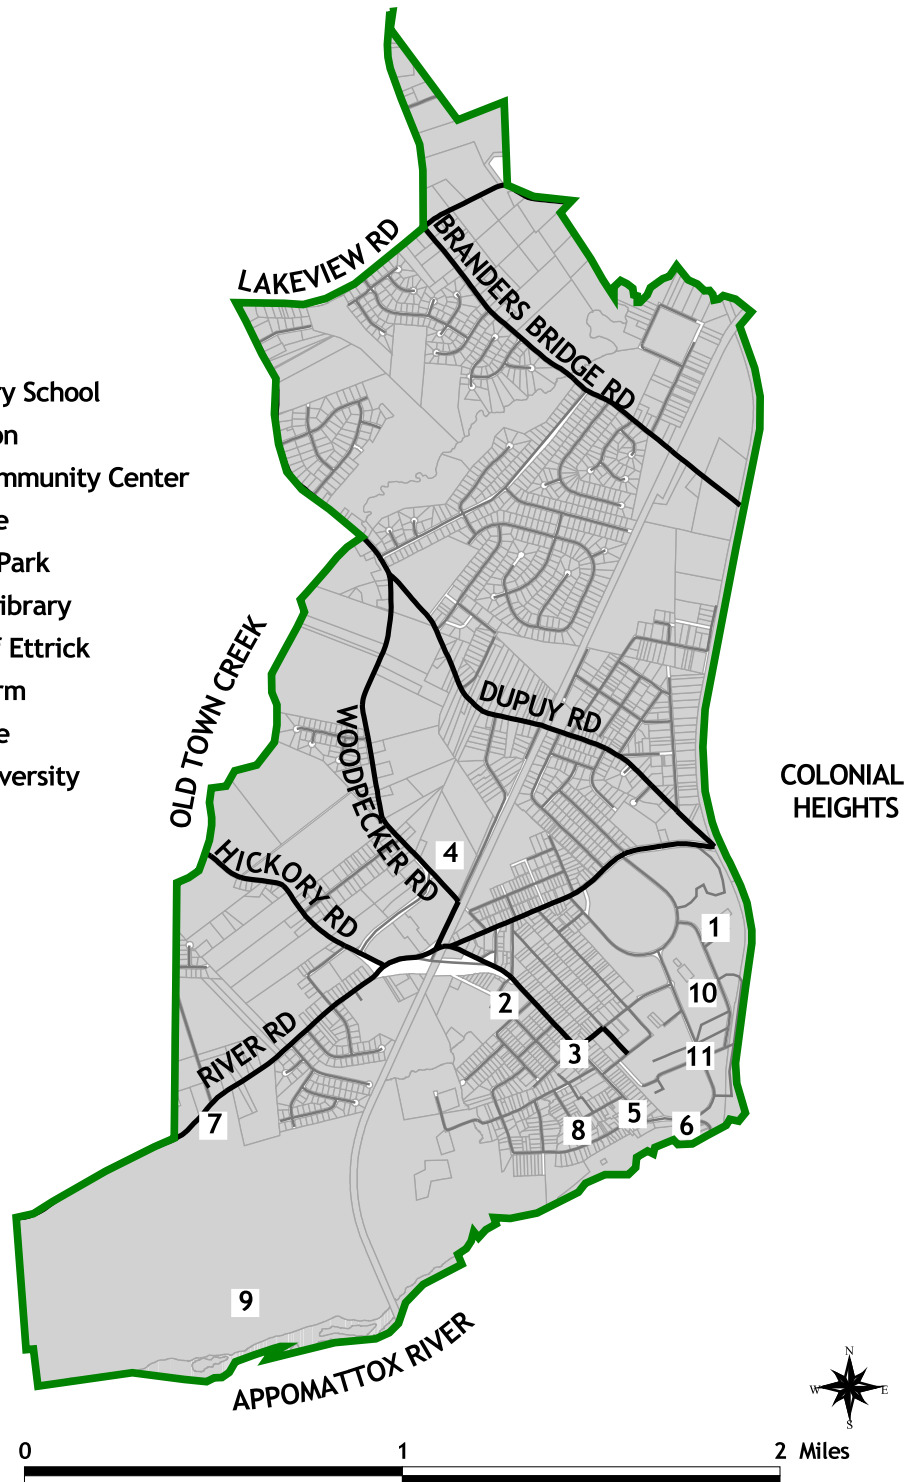 LAKEVIEW RD
BRANDERS BRIDGE RD
ry School
on
mmunity Center
e
Park
ibrary
f Ettrick
rm
e
versity
OLD TOWN CREEK
DUPUY RD
WOODPECKER RD
COLONIAL
HEIGHTS
HICKORY RD
4
1
10
2
RIVER RD
3
11
7
8
5
6
9
APPOMATTOX RIVER
N
W
E
S
0
1
2 Miles